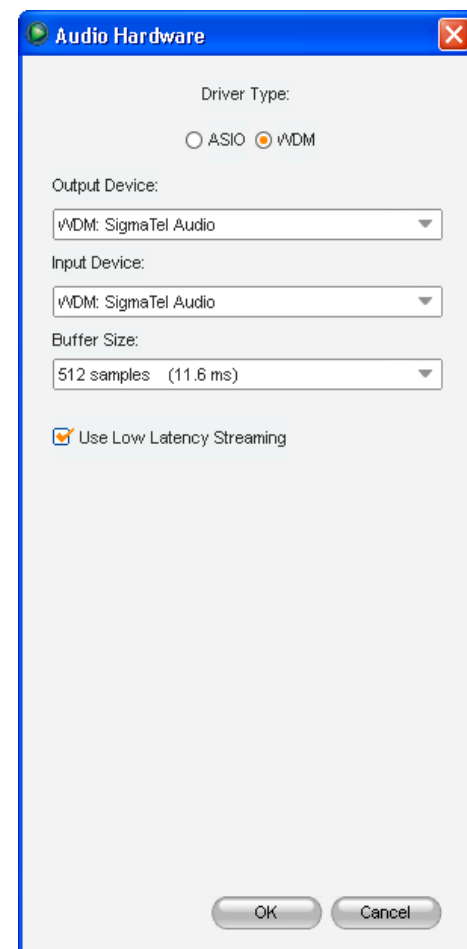 Audio Hardware
Driver Type:
ASIO WDM
Output Device:
WDM: SigmaTel Audio
Input Device:
WDM: SigmaTel Audio
Buffer Size:
512 samples (11.6 ms)
Use Low Latency Streaming
OK Cancel